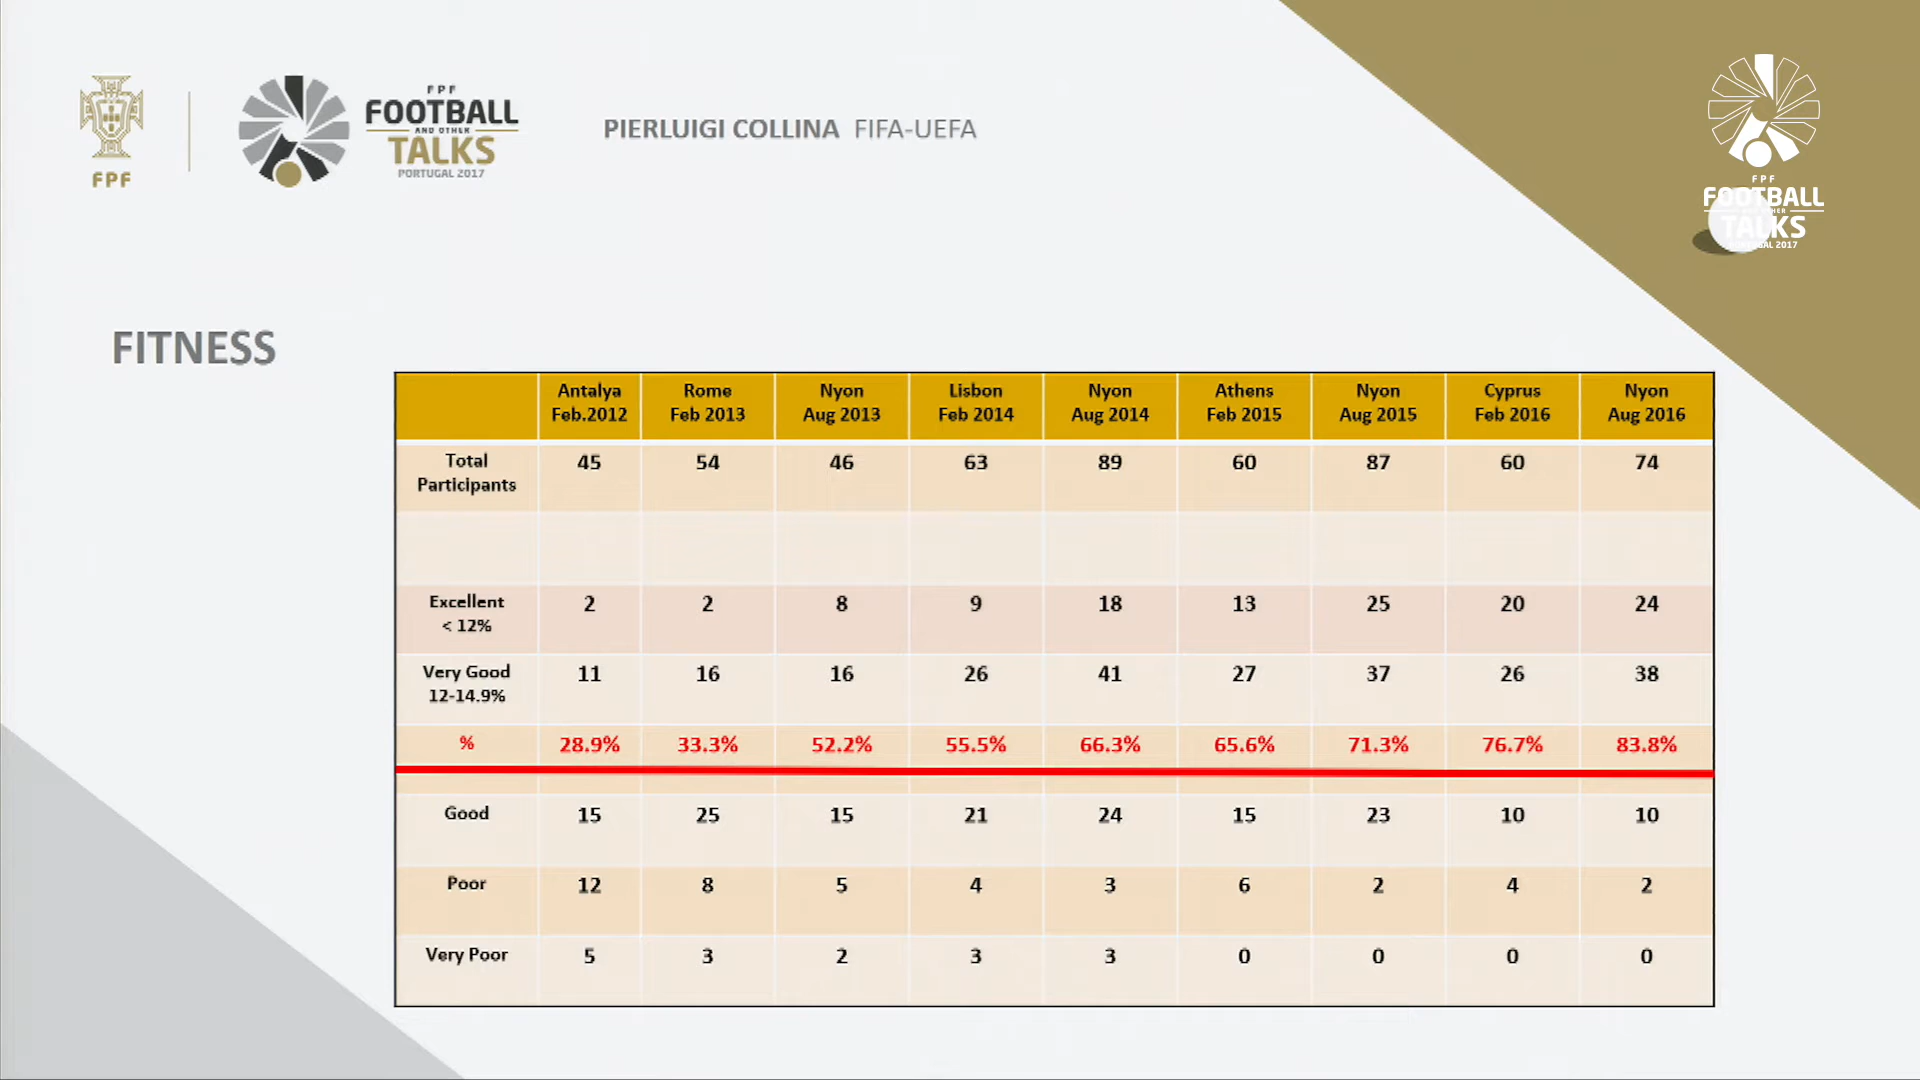 FPF
FPF
FOOTBALL
AND OTHER
TALKS
PORTUGAL 2017
PIERLUIGI COLLINA FIFA-UEFA
FPF
FOOTBALL
TALKS
PORTUGAL 2017
FITNESS
Antalya Feb.2012 Rome Feb 2013 Nyon Aug 2013 Lisbon Feb 2014 Nyon Aug 2014 Athens Feb 2015 Nyon Aug 2015 Cyprus Feb 2016 Nyon Aug 2016
Total Participants 45 54 46 63 89 60 87 60 74
Excellent < 12% 2 2 8 9 18 13 25 20 24
Very Good 12-14.9% 11 16 16 26 41 27 37 26 38
% 28.9% 33.3% 52.2% 55.5% 66.3% 65.6% 71.3% 76.7% 83.8%
Good 15 25 15 21 24 15 23 10 10
Poor 12 8 5 4 3 6 2 4 2
Very Poor 5 3 2 3 3 0 0 0 0